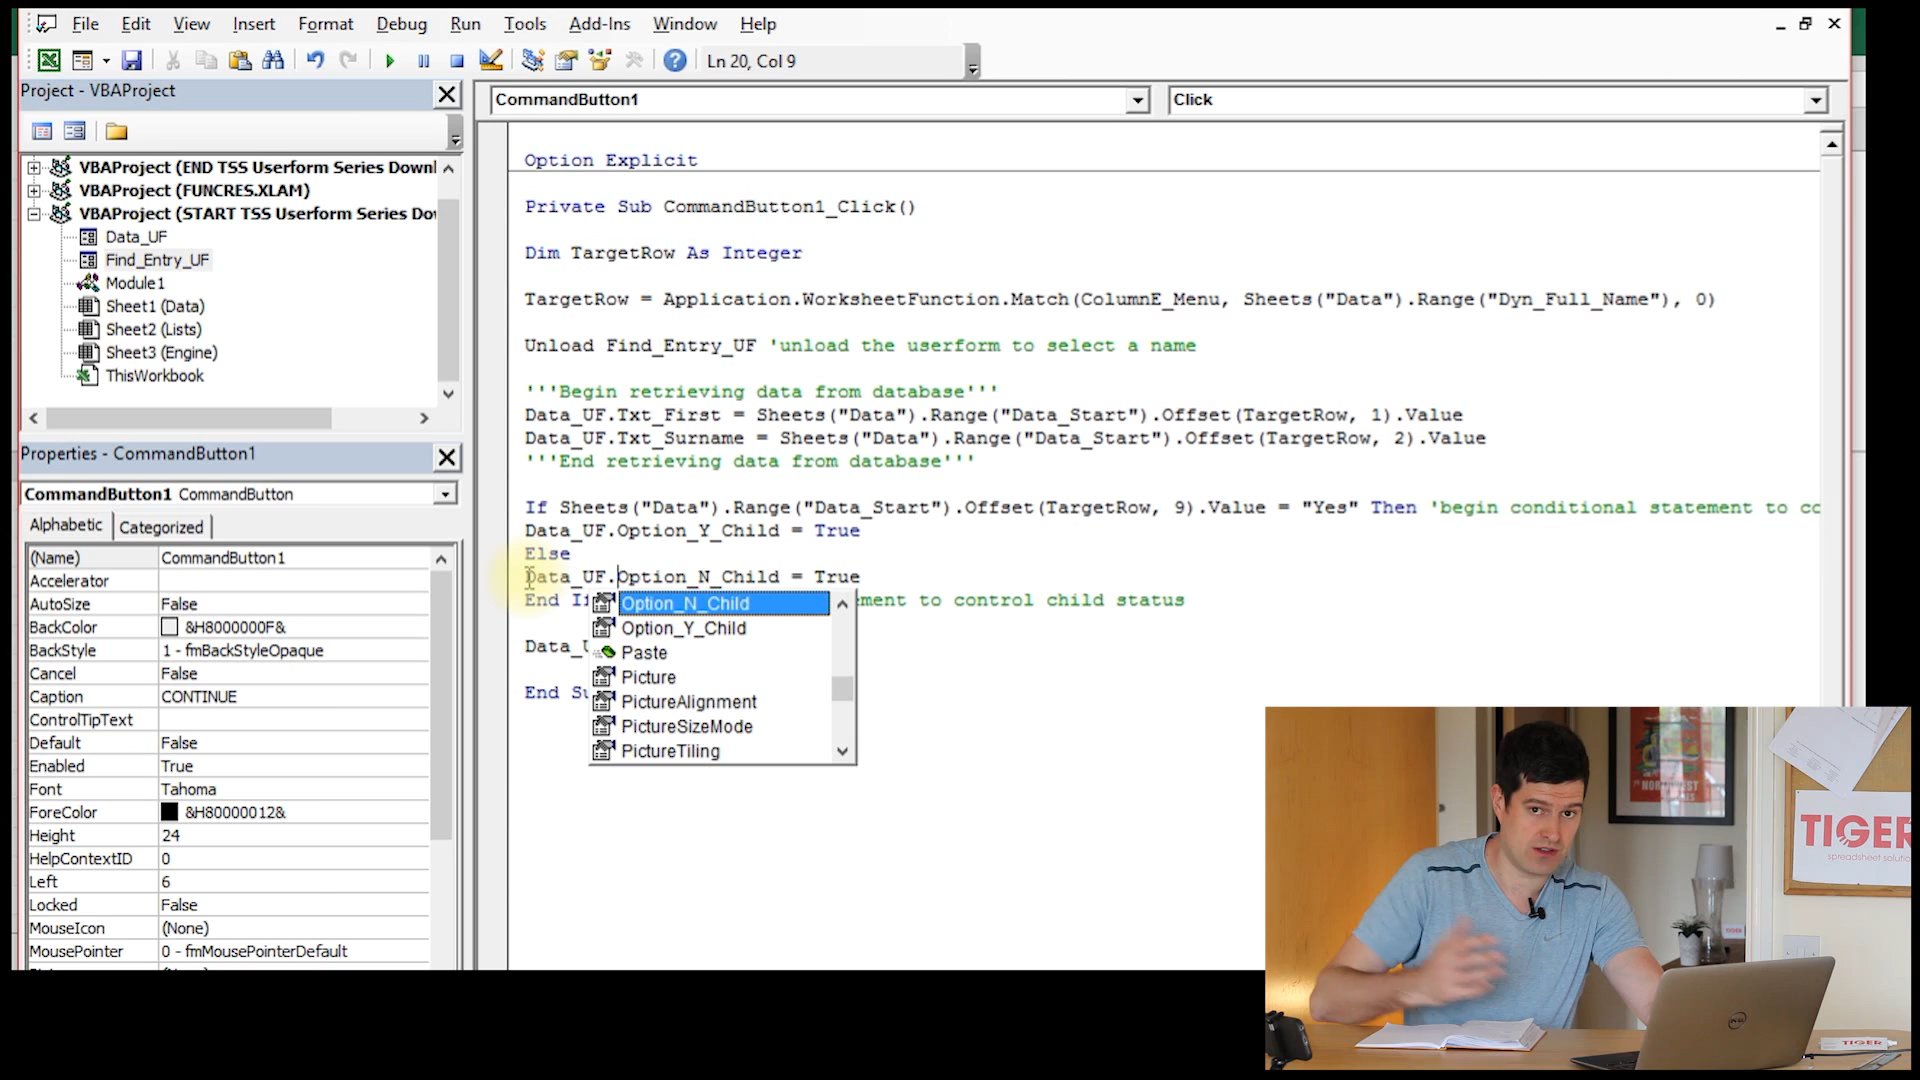 File Edit View Insert Format Debug Run Tools Add-Ins Window Help
Ln 20, Col 9
Project - VBAProject
VBAProject (END TSS Userform Series Downl
VBAProject (FUNCRES.XLAM)
VBAProject (START TSS Userform Series Do
Data_UF
Find_Entry_UF
Module1
Sheet1 (Data)
Sheet2 (Lists)
Sheet3 (Engine)
ThisWorkbook
Properties - CommandButton1
CommandButton1 CommandButton
Alphabetic Categorized
(Name) CommandButton1
Accelerator
AutoSize False
BackColor &H8000000F&
BackStyle 1 - fmBackStyleOpaque
Cancel False
Caption CONTINUE
ControlTipText
Default False
Enabled True
Font Tahoma
ForeColor &H80000012&
Height 24
HelpContextID 0
Left 6
Locked False
MouseIcon (None)
MousePointer 0 - fmMousePointerDefault
CommandButton1 Click
Option Explicit
Private Sub CommandButton1_Click()
Dim TargetRow As Integer
TargetRow = Application.WorksheetFunction.Match(ColumnE_Menu, Sheets("Data").Range("Dyn_Full_Name"), 0)
Unload Find_Entry_UF 'unload the userform to select a name
'''Begin retrieving data from database'''
Data_UF.Txt_First = Sheets("Data").Range("Data_Start").Offset(TargetRow, 1).Value
Data_UF.Txt_Surname = Sheets("Data").Range("Data_Start").Offset(TargetRow, 2).Value
'''End retrieving data from database'''
If Sheets("Data").Range("Data_Start").Offset(TargetRow, 9).Value = "Yes" Then 'begin conditional statement to co
Data_UF.Option_Y_Child = True
Else
Data_UF.Option_N_Child = True
End If ement to control child status
Data_U
End Su
Option_N_Child
Option_Y_Child
Paste
Picture
PictureAlignment
PictureSizeMode
PictureTiling
TIGER
spreadsheet solutio
TIGER